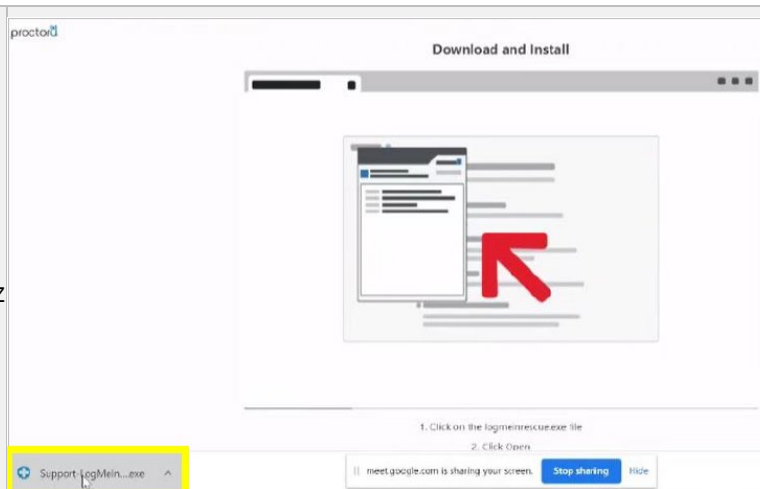 proctorU
Download and Install
z
1. Click on the logmeinrescue.exe file
2. Click Open
Support-LogMeIn....exe
meet.google.com is sharing your screen. Stop sharing Hide